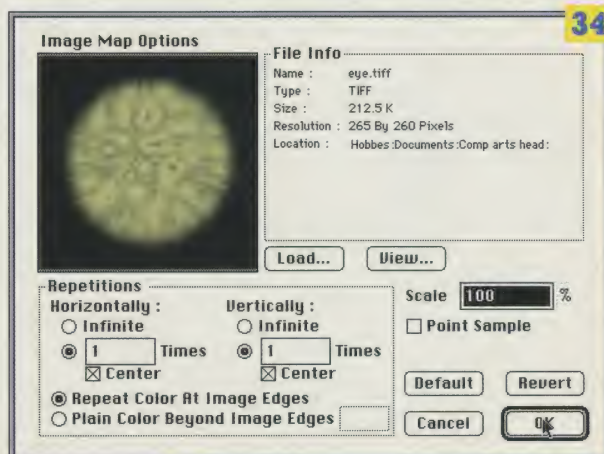 34
Image Map Options
File Info
Name : eye.tiff
Type : TIFF
Size : 212.5 K
Resolution : 265 By 260 Pixels
Location : Hobbes :Documents :Comp arts head :
Load...
View...
Repetitions
Horizontally :
Vertically :
Infinite
Infinite
1 Times
1 Times
Center
Center
Repeat Color At Image Edges
Plain Color Beyond Image Edges
Scale 100 %
Point Sample
Default
Revert
Cancel
OK